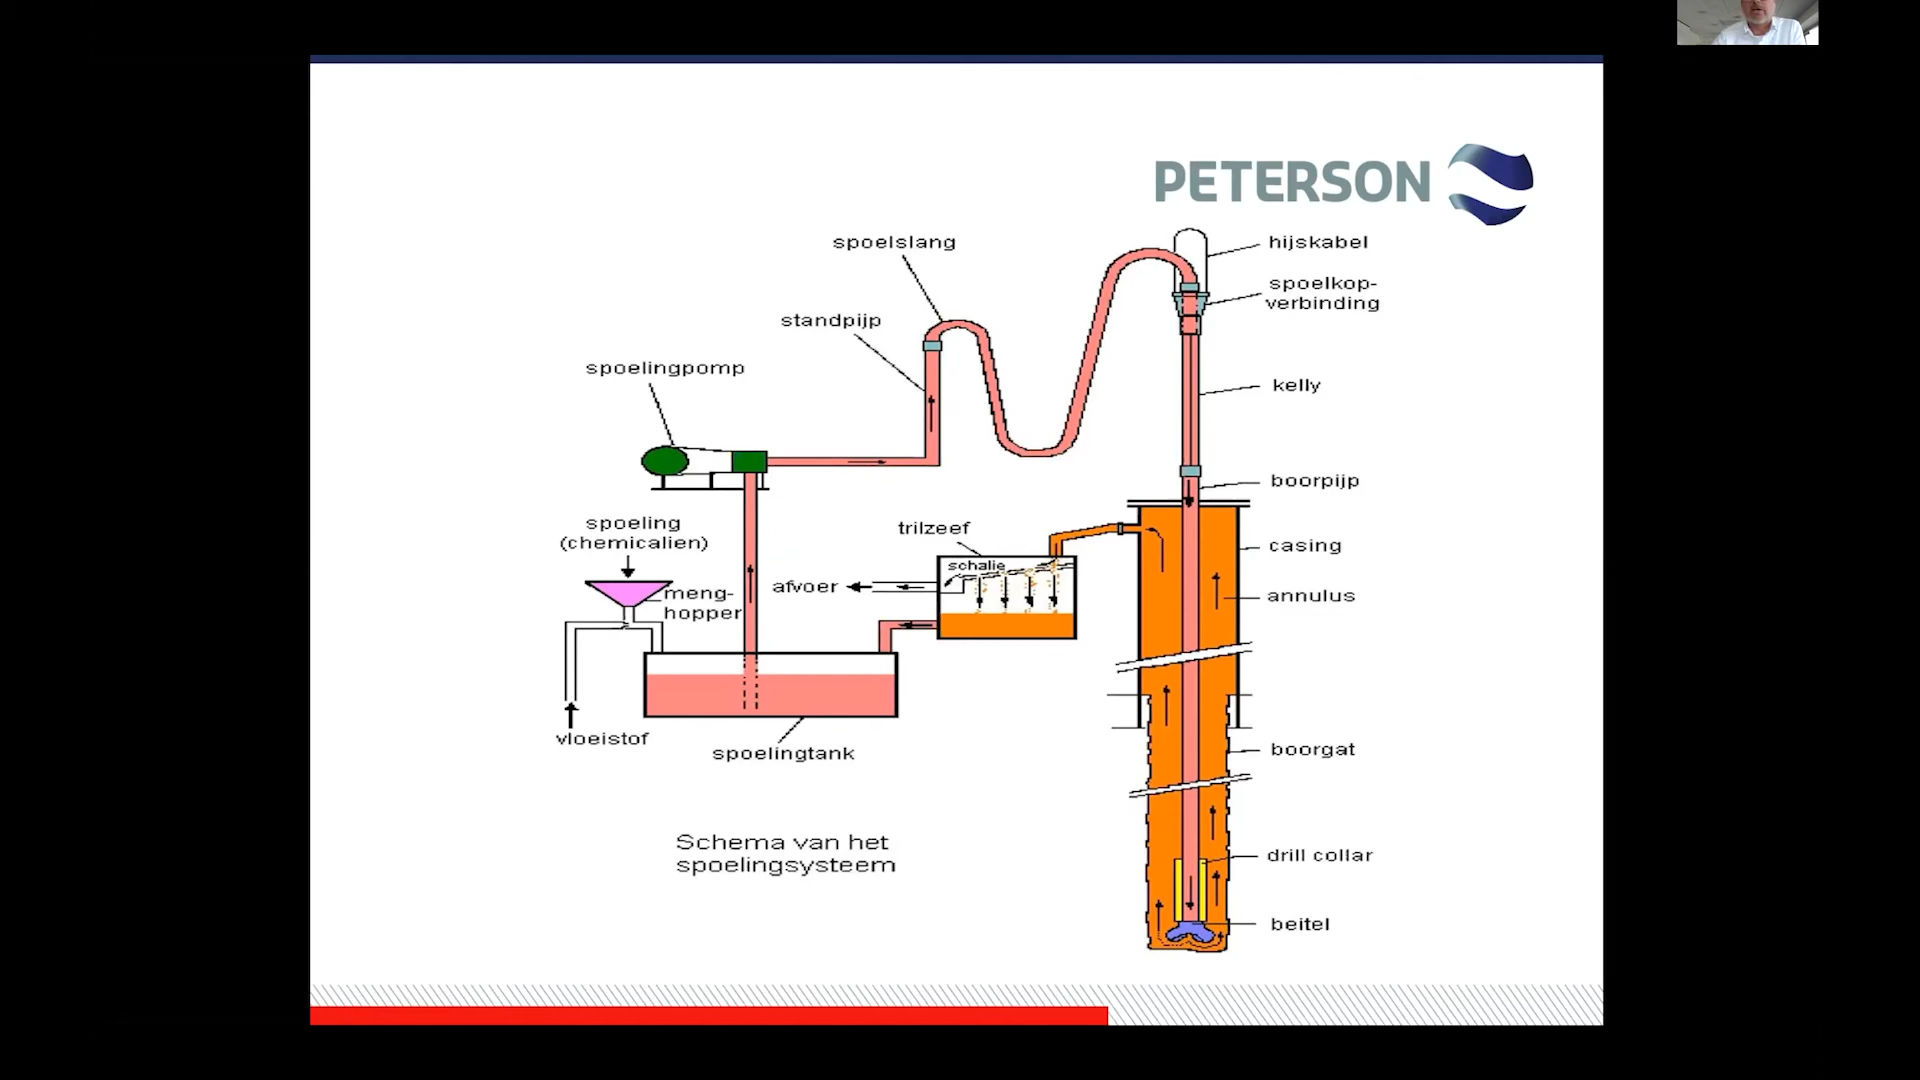 PETERSON
spoelslang
hijskabel
spoelkop-
verbinding
standpijp
spoelingpomp
kelly
boorpijp
spoeling
(chemicalien)
trilzeef
casing
schalie
afvoer
meng-
hopper
annulus
vloeistof
spoelingtank
boorgat
Schema van het
spoelingsysteem
drill collar
beitel